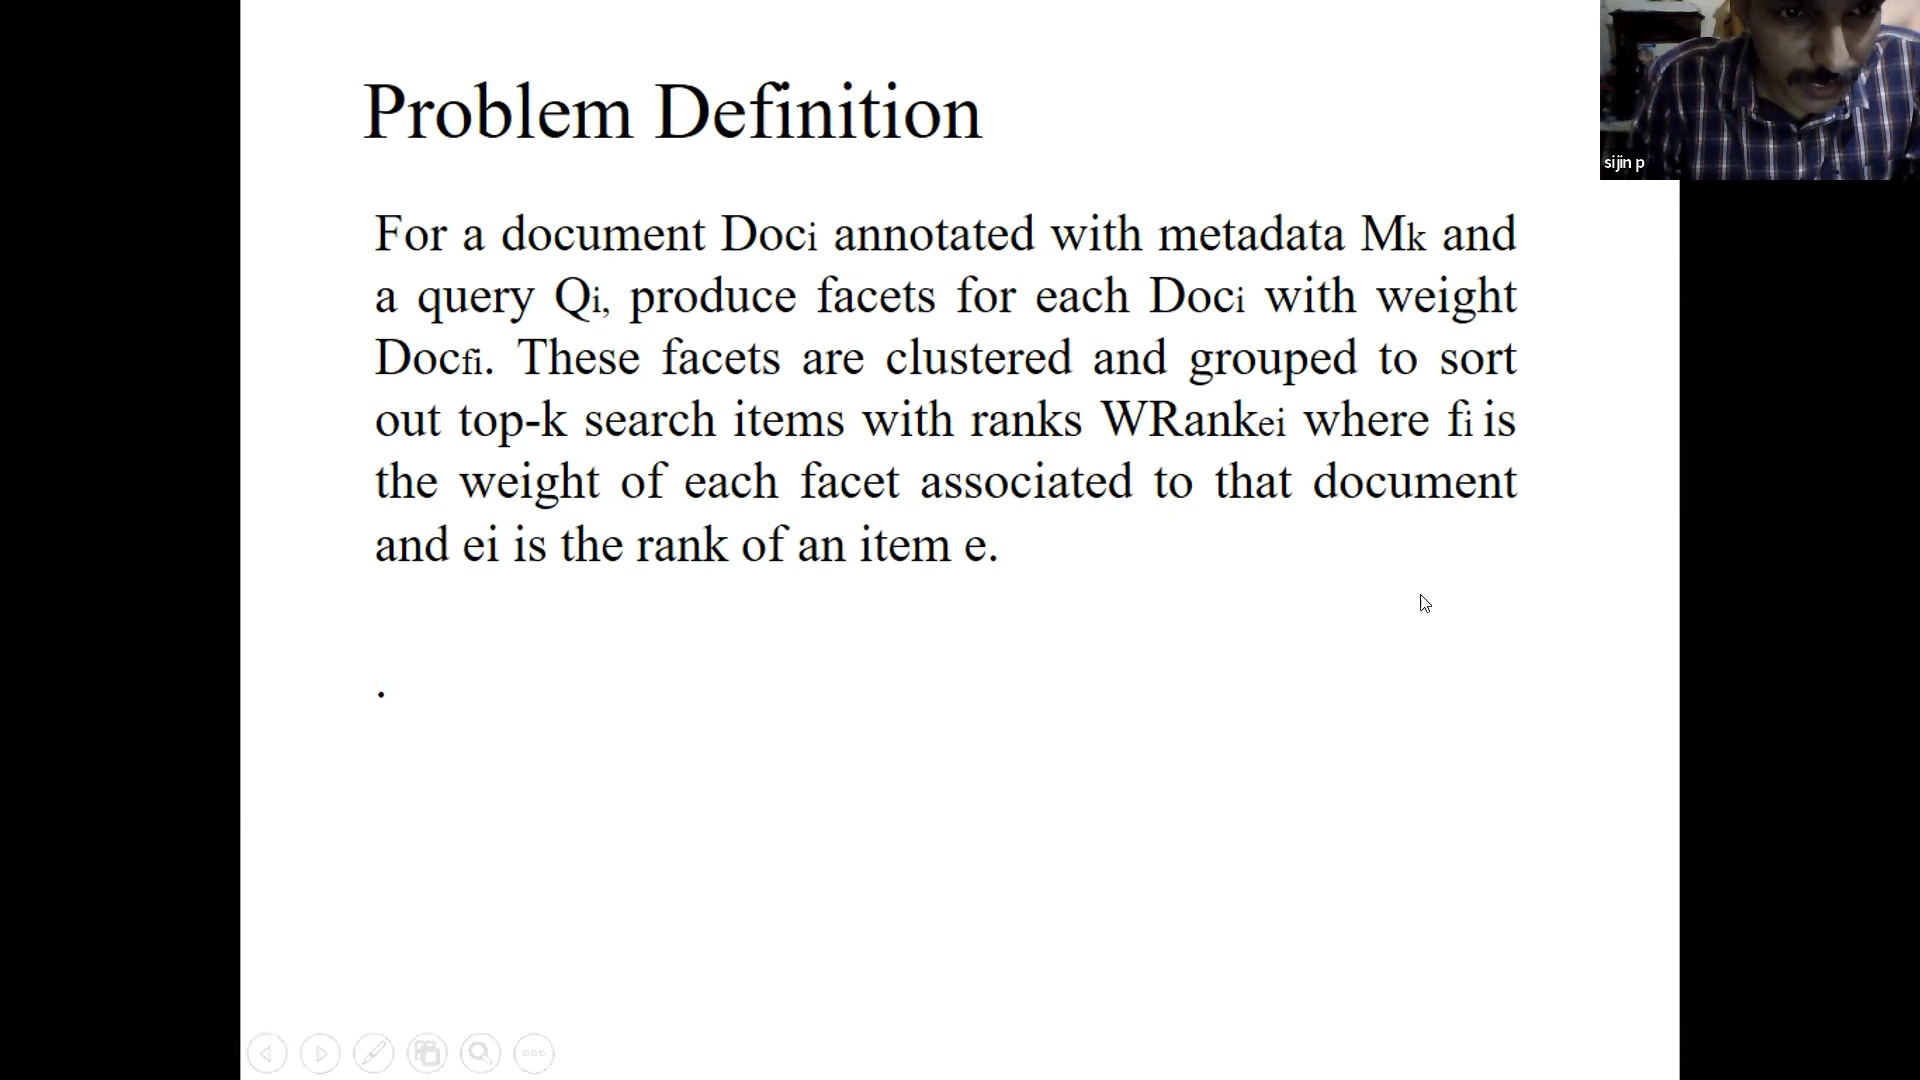 Problem Definition
sijin p
For a document Doci annotated with metadata Mk and
a query Qi, produce facets for each Doci with weight
Docfi. These facets are clustered and grouped to sort
out top-k search items with ranks WRankei where fi is
the weight of each facet associated to that document
and ei is the rank of an item e.
.